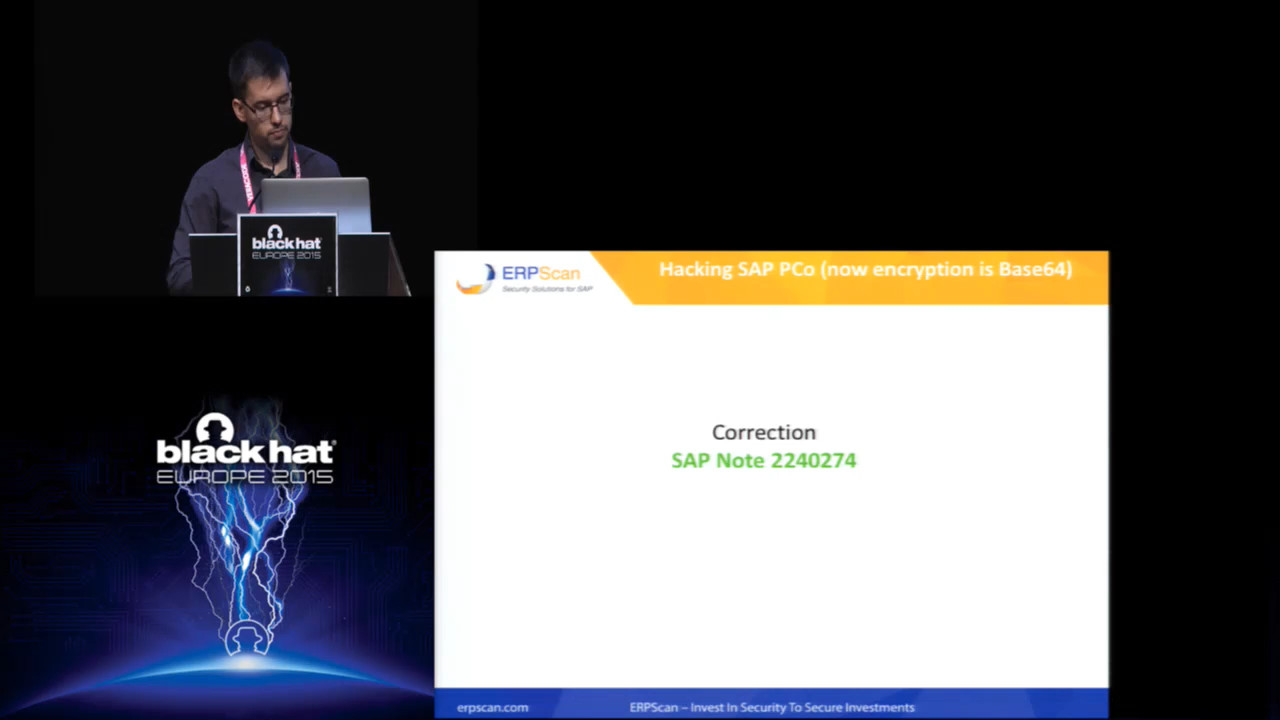 black hat
EUROPE 2015
ERPScan
Security Solutions for SAP
Hacking SAP PCo (now encryption is Base64)
Correction
SAP Note 2240274
black hat
EUROPE 2015
erpscan.com
ERPScan – Invest In Security To Secure Investments